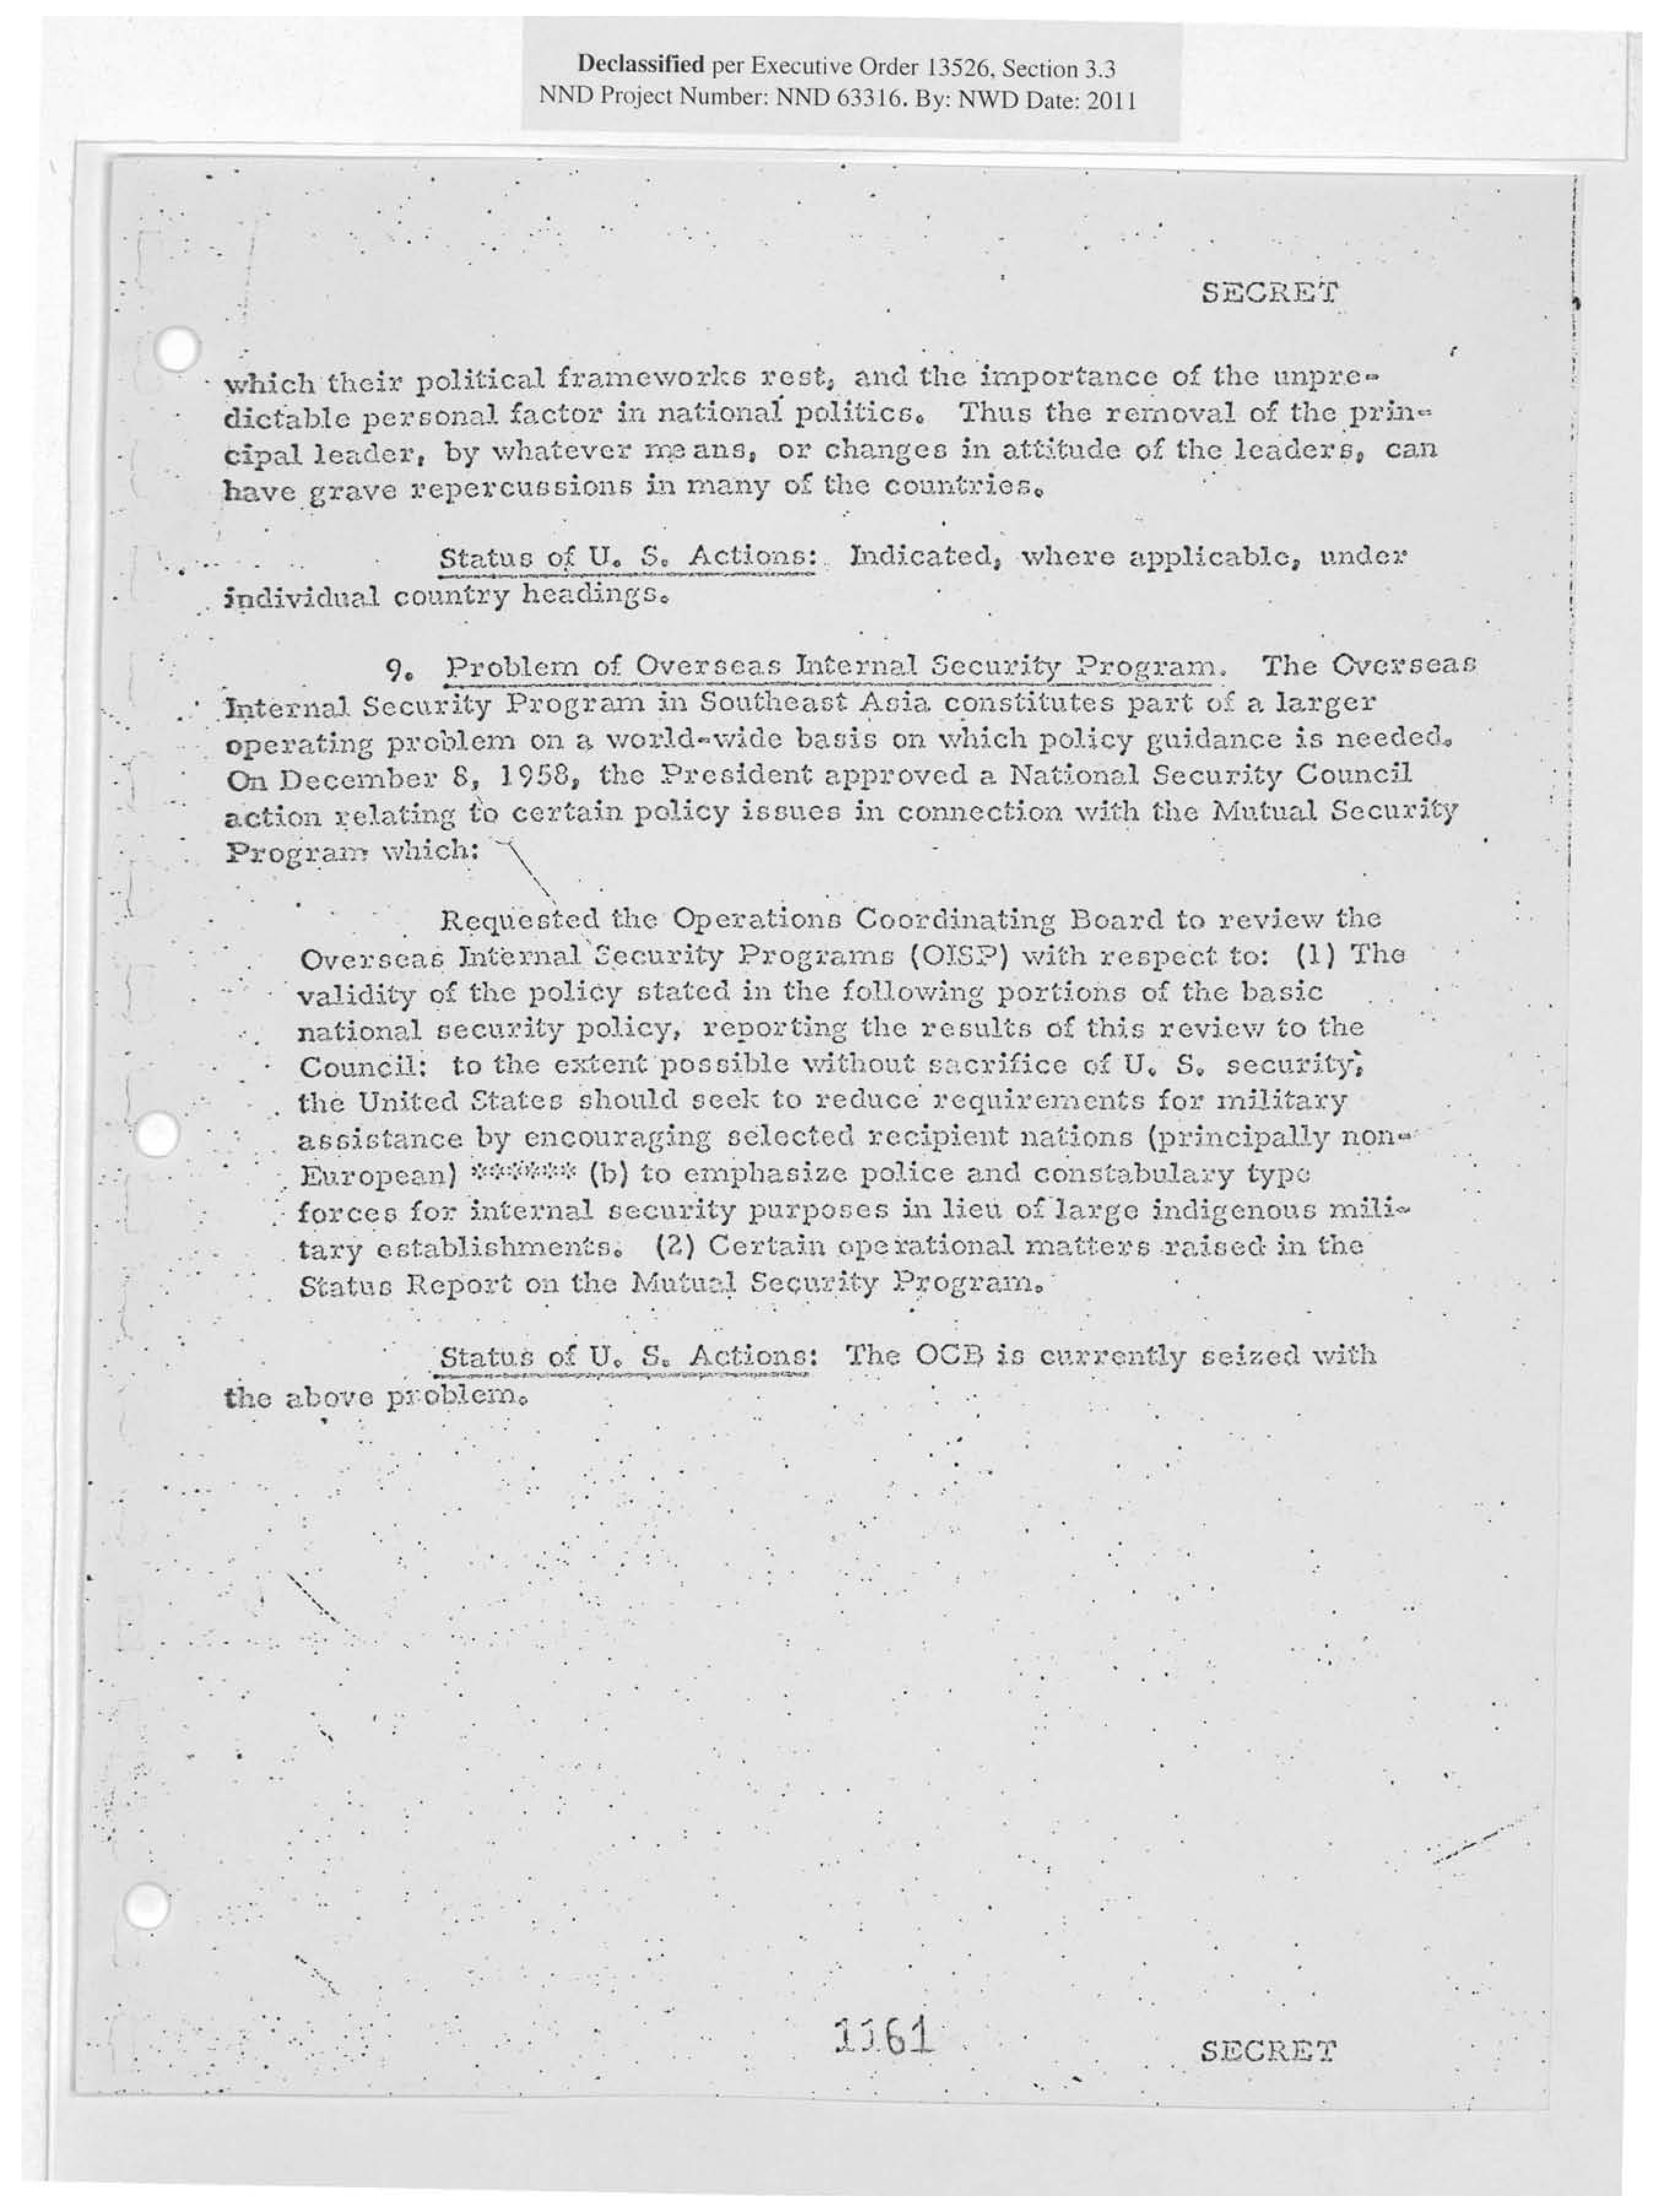 Declassified per Executive Order 13526, Section 3.3
NND Project Number: NND 63316. By: NWD Date: 2011
SECRET
which their political frameworks rest, and the importance of the unpre-
dictable personal factor in national politics. Thus the removal of the prin-
cipal leader, by whatever means, or changes in attitude of the leaders, can
have grave repercussions in many of the countries.
Status of U. S. Actions: Indicated, where applicable, under
individual country headings.
9. Problem of Overseas Internal Security Program. The Overseas
Internal Security Program in Southeast Asia constitutes part of a larger
operating problem on a world-wide basis on which policy guidance is needed.
On December 8, 1958, the President approved a National Security Council
action relating to certain policy issues in connection with the Mutual Security
Program which:
Requested the Operations Coordinating Board to review the
Overseas Internal Security Programs (OISP) with respect to: (1) The
validity of the policy stated in the following portions of the basic
national security policy, reporting the results of this review to the
Council: to the extent possible without sacrifice of U. S. security,
the United States should seek to reduce requirements for military
assistance by encouraging selected recipient nations (principally non-
European) ****** (b) to emphasize police and constabulary type
forces for internal security purposes in lieu of large indigenous mili-
tary establishments. (2) Certain operational matters raised in the
Status Report on the Mutual Security Program.
Status of U. S. Actions: The OCB is currently seized with
the above problem.
1161
SECRET